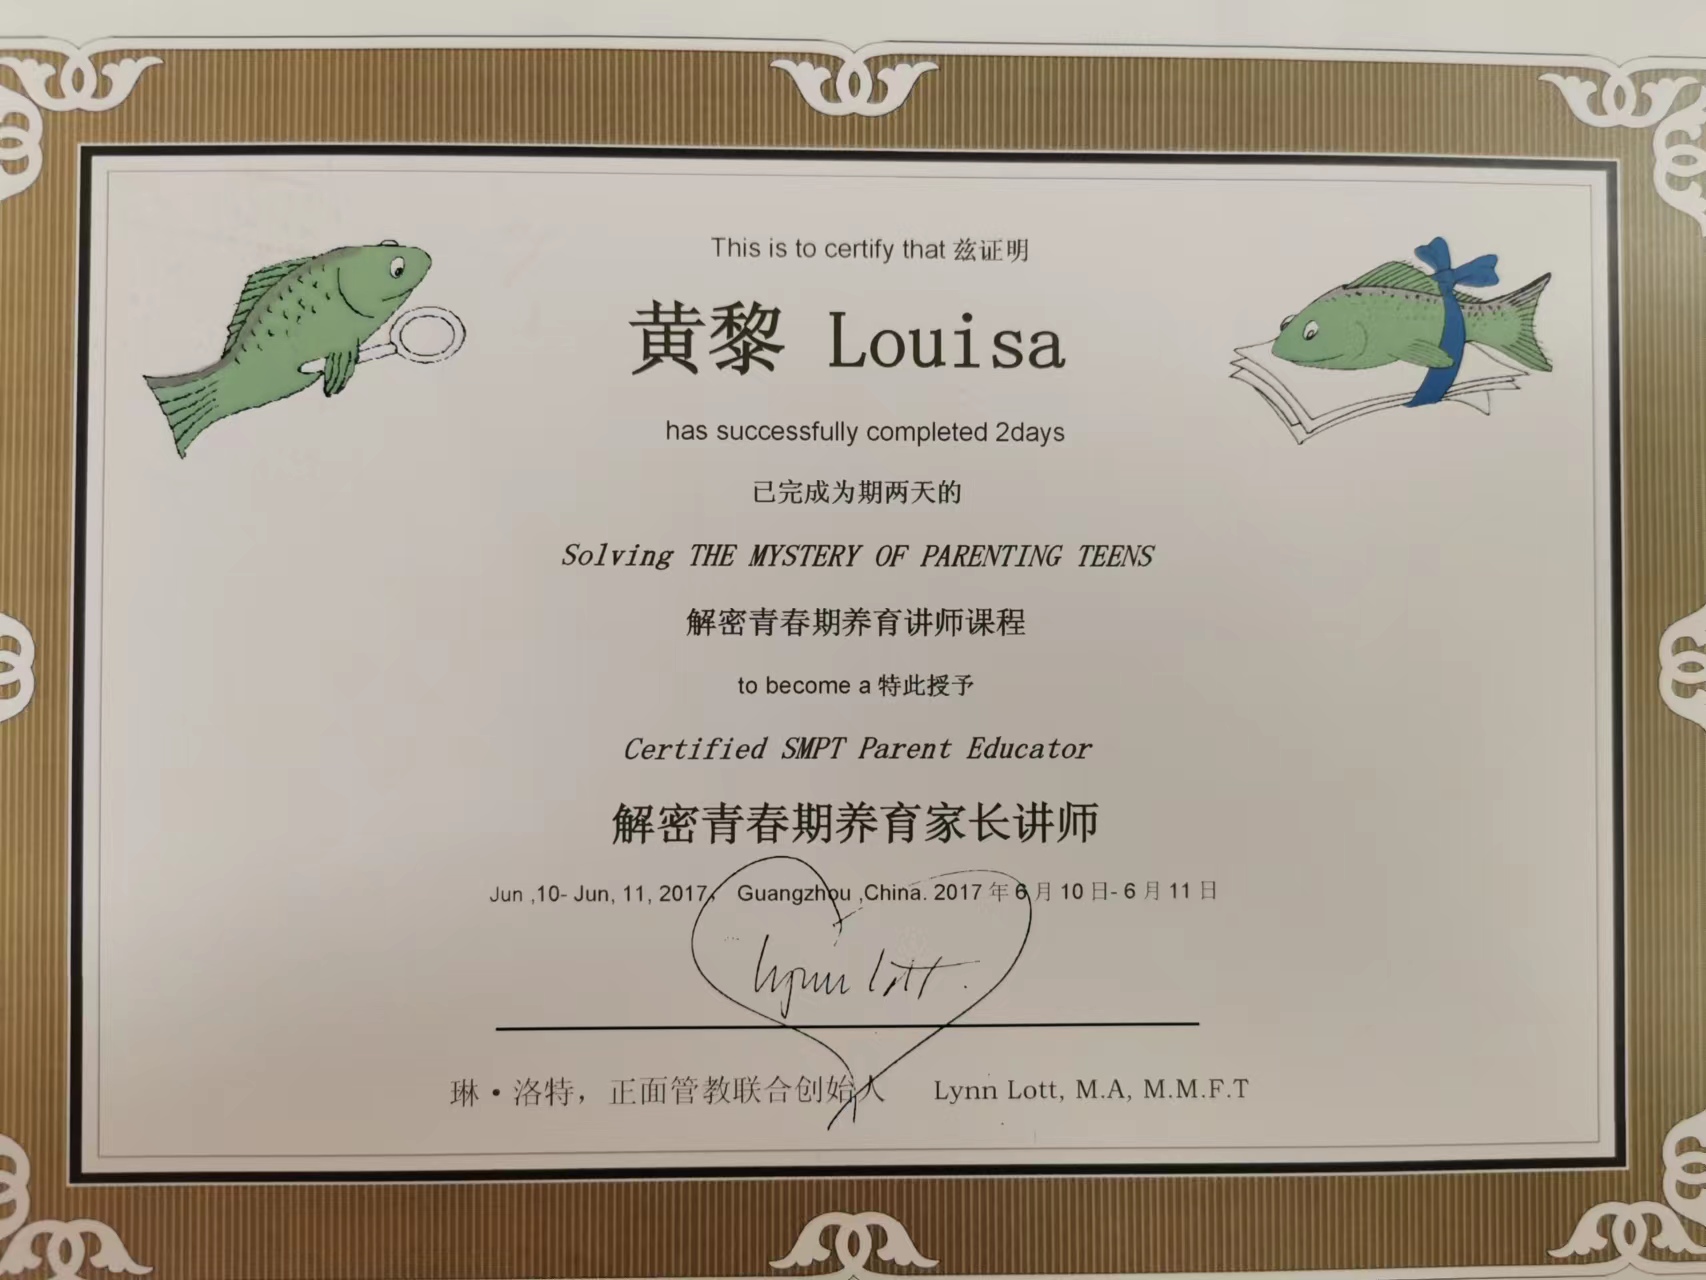 This is to certify that 兹证明
黄黎 Louisa
has successfully completed 2days
已完成为期两天的
Solving THE MYSTERY OF PARENTING TEENS
解密青春期养育讲师课程
to become a 特此授予
Certified SMPT Parent Educator
解密青春期养育家长讲师
Jun ,10- Jun, 11, 2017， Guangzhou ,China. 2017 年 6 月 10 日- 6 月 11 日
Lynn Lott.
琳·洛特，正面管教联合创始人 Lynn Lott, M.A, M.M.F.T